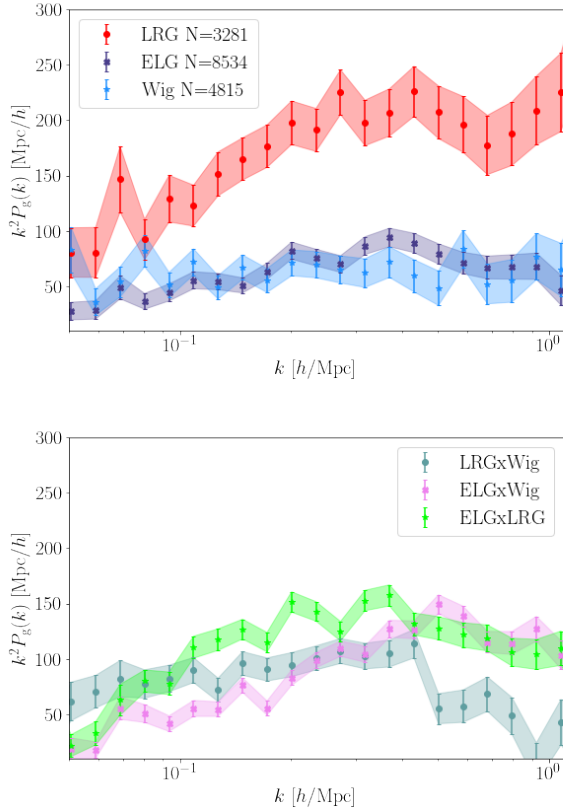 300
250
200
150
100
50
k²P_g(k) [Mpc/h]
LRG N=3281
ELG N=8534
Wig N=4815
10⁻¹
10⁰
k [h/Mpc]
300
250
200
150
100
50
k²P_g(k) [Mpc/h]
LRGxWig
ELGxWig
ELGxLRG
10⁻¹
10⁰
k [h/Mpc]